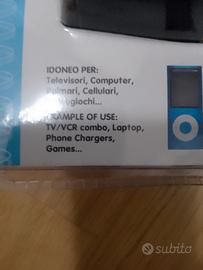 IDONEO PER:
Televisori, Computer,
Palmari, Cellulari,
EXAMPLE OF USE:
TV/VCR combo, Laptop,
Phone Chargers,
Games...
subito